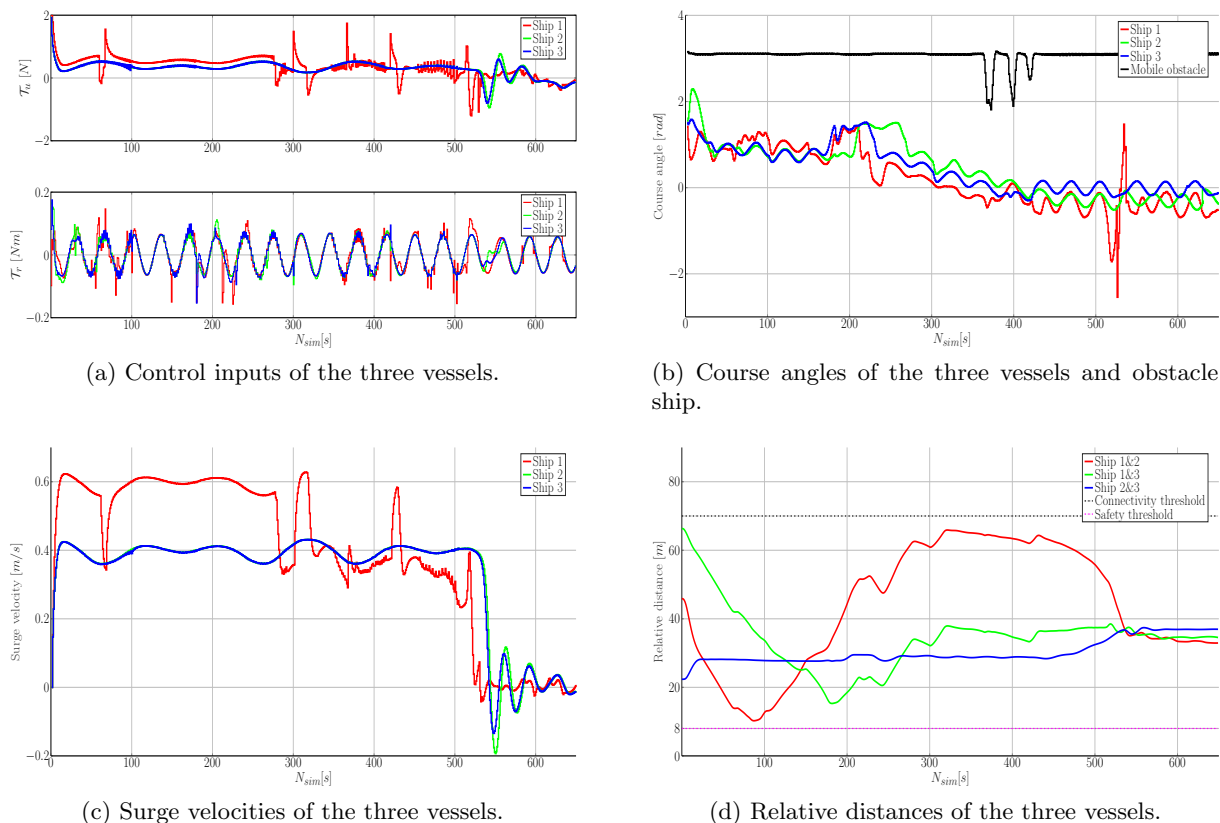 2
0
−2
𝒯u [N]
100
200
300
400
500
600
Ship 1
Ship 2
Ship 3
0.2
0
−0.2
𝒯r [Nm]
100
200
300
400
500
600
Nsim[s]
Ship 1
Ship 2
Ship 3
(a) Control inputs of the three vessels.
4
2
0
−2
Course angle [rad]
0
100
200
300
400
500
600
Nsim[s]
Ship 1
Ship 2
Ship 3
Mobile obstacle
(b) Course angles of the three vessels and obstacle
ship.
0.6
0.4
0.2
0
−0.2
Surge velocity [m/s]
100
200
300
400
500
600
Nsim[s]
Ship 1
Ship 2
Ship 3
(c) Surge velocities of the three vessels.
80
60
40
20
8
0
Relative distance [m]
100
200
300
400
500
600
Nsim[s]
Ship 1&2
Ship 1&3
Ship 2&3
Connectivity threshold
Safety threshold
(d) Relative distances of the three vessels.